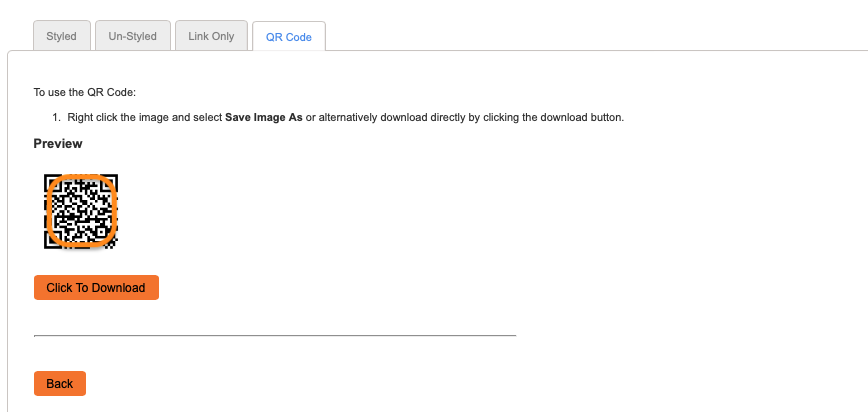 Styled
Un-Styled
Link Only
QR Code
To use the QR Code:
1. Right click the image and select Save Image As or alternatively download directly by clicking the download button.
Preview
Click To Download
Back